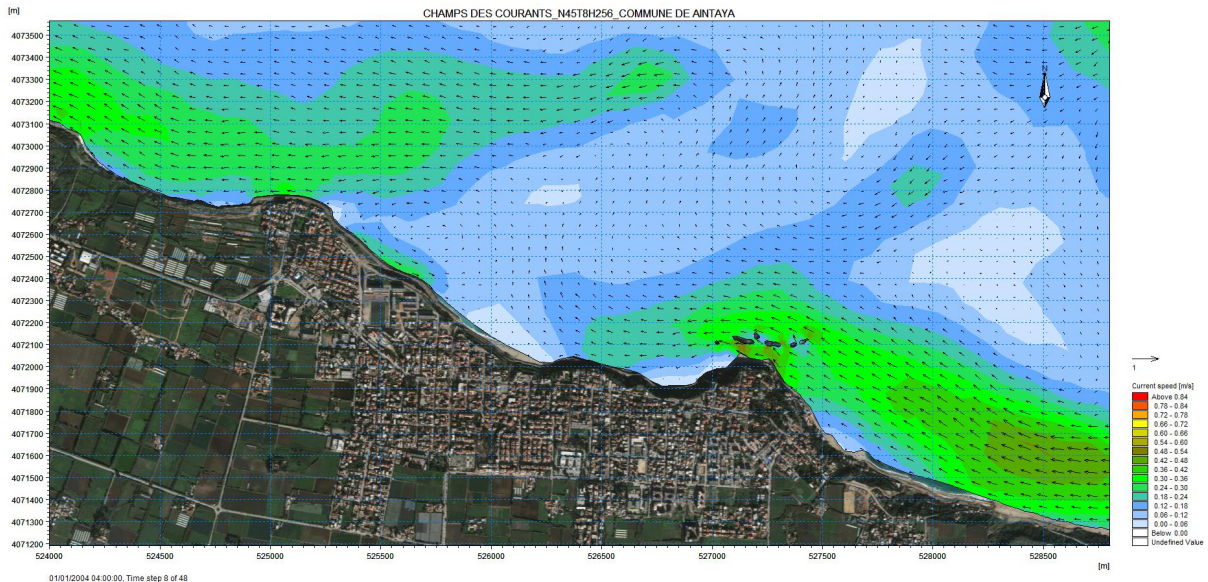 CHAMPS DES COURANTS_N45T8H256_COMMUNE DE AINTAYA
[m]
4073500
4073400
4073300
4073200
4073100
4073000
4072900
4072800
4072700
4072600
4072500
4072400
4072300
4072200
4072100
4072000
4071900
4071800
4071700
4071600
4071500
4071400
4071300
4071200
N
1
Current speed [m/s]
Above 0.84
0.78 - 0.84
0.72 - 0.78
0.66 - 0.72
0.60 - 0.66
0.54 - 0.60
0.48 - 0.54
0.42 - 0.48
0.36 - 0.42
0.30 - 0.36
0.24 - 0.30
0.18 - 0.24
0.12 - 0.18
0.06 - 0.12
0.00 - 0.06
Below 0.00
Undefined Value
524000 524500 525000 525500 526000 526500 527000 527500 528000 528500
[m]
01/01/2004 04:00:00, Time step 8 of 48